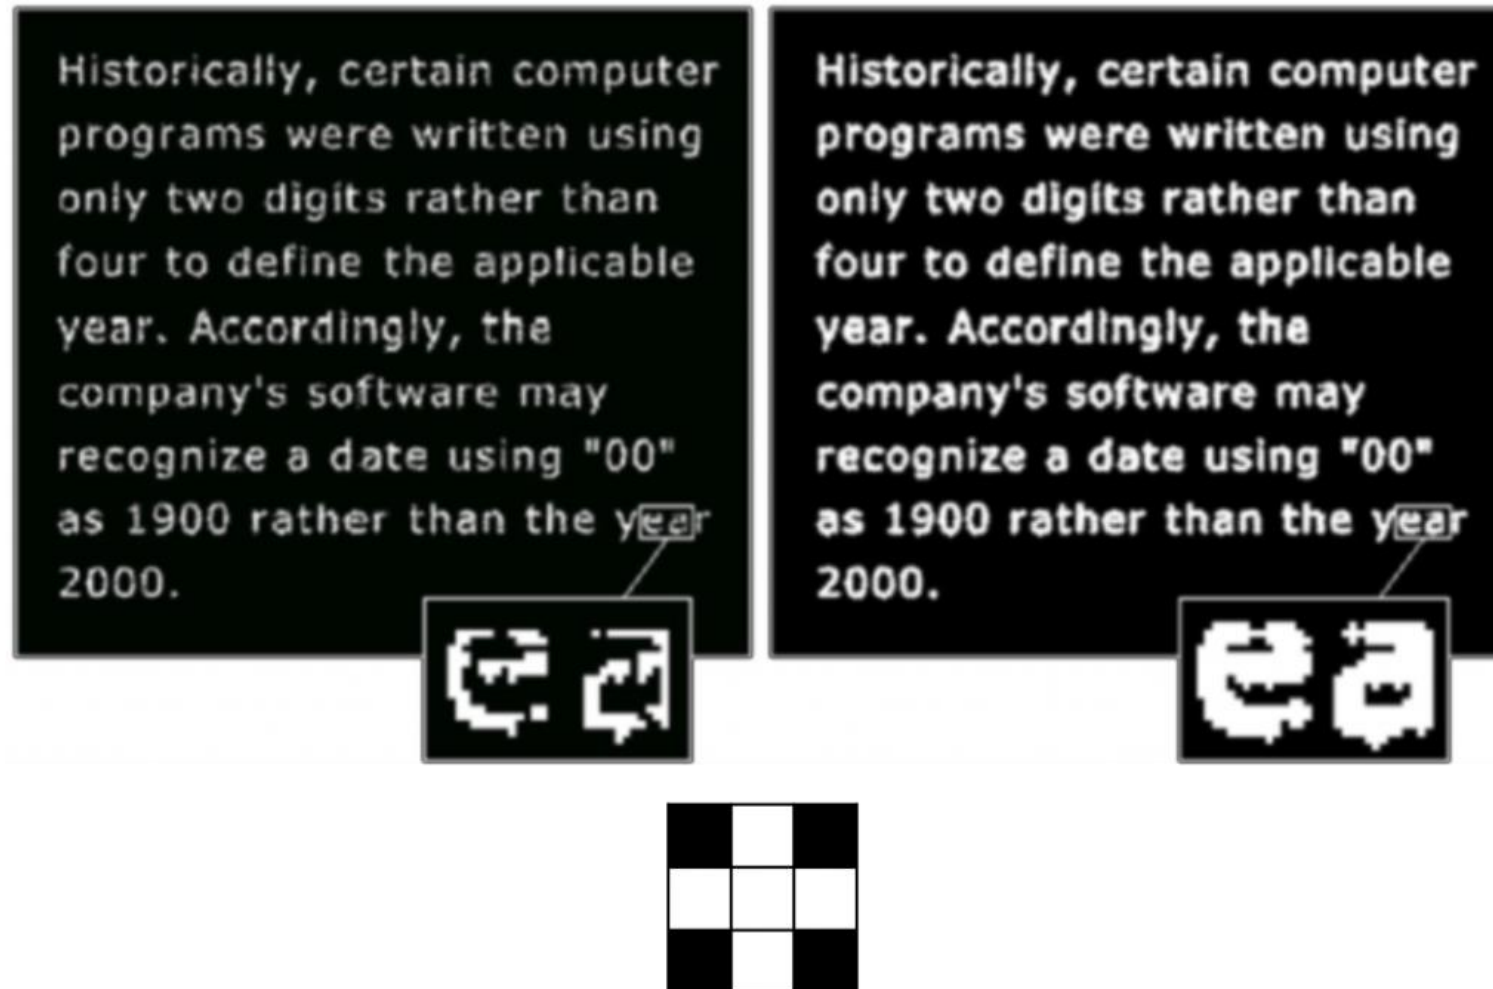 Historically, certain computer
programs were written using
only two digits rather than
four to define the applicable
year. Accordingly, the
company's software may
recognize a date using "00"
as 1900 rather than the year
2000.
ea
Historically, certain computer
programs were written using
only two digits rather than
four to define the applicable
year. Accordingly, the
company's software may
recognize a date using "00"
as 1900 rather than the year
2000.
ea